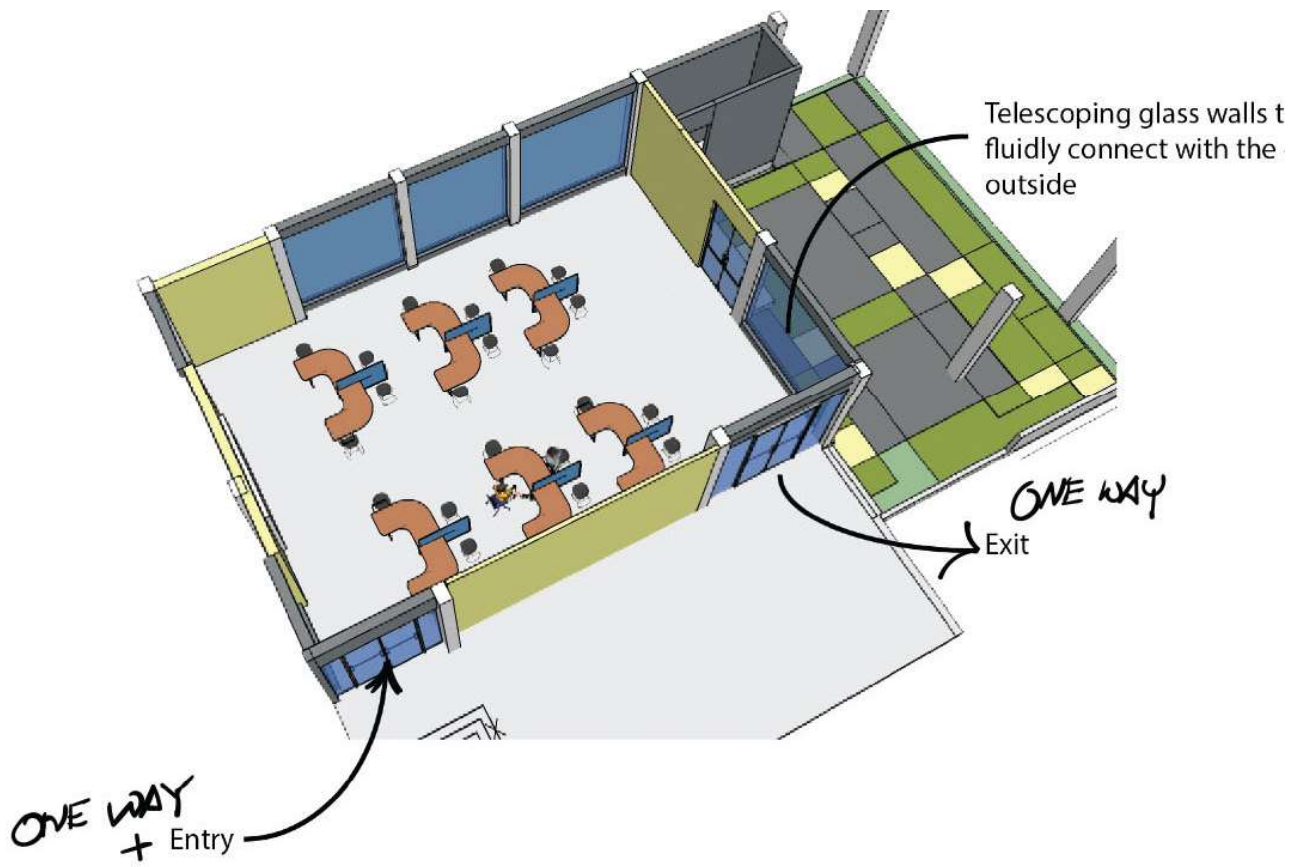 Telescoping glass walls t
fluidly connect with the
outside
ONE WAY
Exit
ONE WAY
+ Entry